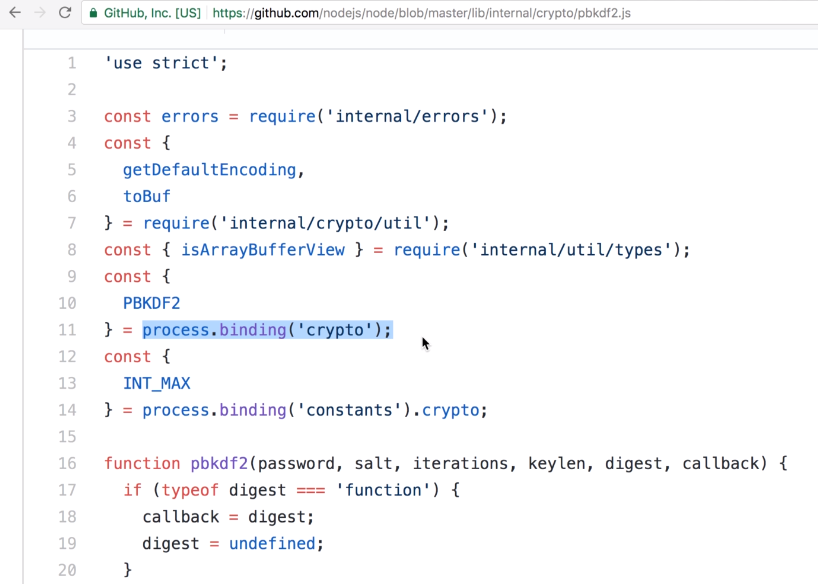 GitHub, Inc. [US] https://github.com/nodejs/node/blob/master/lib/internal/crypto/pbkdf2.js
1 'use strict';
2
3 const errors = require('internal/errors');
4 const {
5 getDefaultEncoding,
6 toBuf
7 } = require('internal/crypto/util');
8 const { isArrayBufferView } = require('internal/util/types');
9 const {
10 PBKDF2
11 } = process.binding('crypto');
12 const {
13 INT_MAX
14 } = process.binding('constants').crypto;
15
16 function pbkdf2(password, salt, iterations, keylen, digest, callback) {
17 if (typeof digest === 'function') {
18 callback = digest;
19 digest = undefined;
20 }